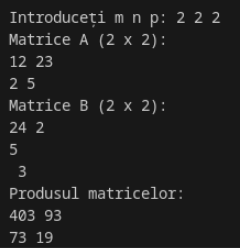 Introduceți m n p: 2 2 2
Matrice A (2 x 2):
12 23
2 5
Matrice B (2 x 2):
24 2
5
 3
Produsul matricelor:
403 93
73 19